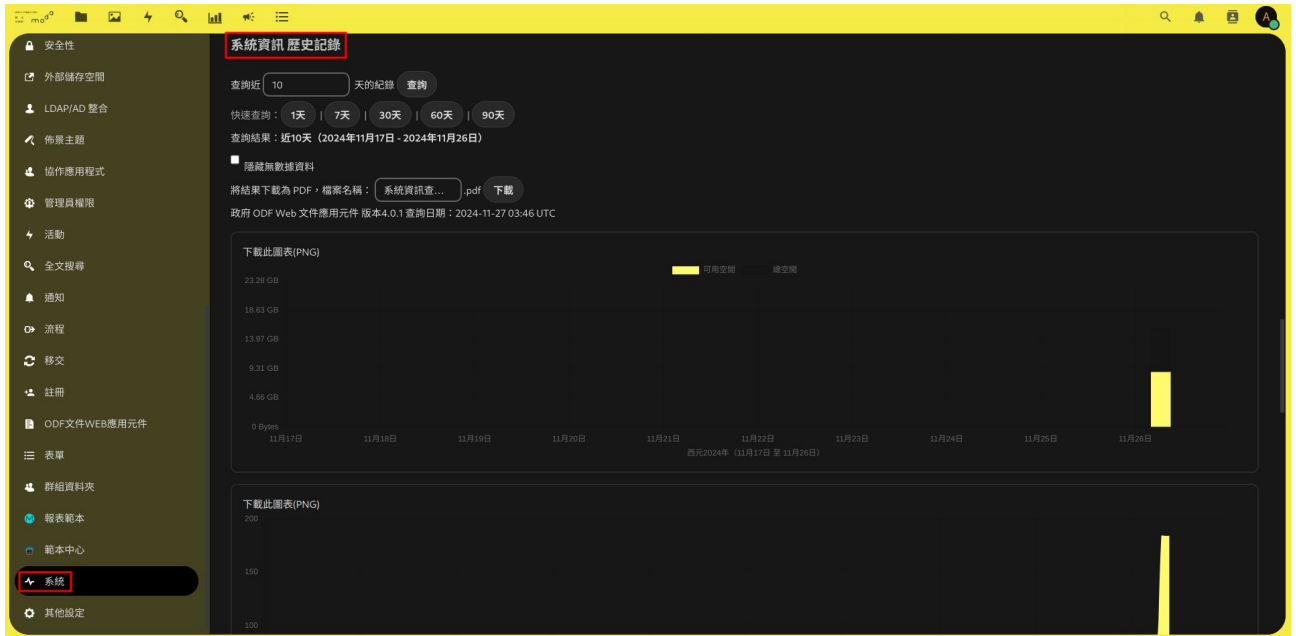 moda
安全性
外部儲存空間
LDAP/AD 整合
佈景主題
協作應用程式
管理員權限
活動
全文搜尋
通知
流程
移交
註冊
ODF文件WEB應用元件
表單
群組資料夾
報表範本
範本中心
系統
其他設定
A
系統資訊 歷史記錄
查詢近 10 天的紀錄 查詢
快速查詢： 1天 | 7天 | 30天 | 60天 | 90天
查詢結果：近10天（2024年11月17日 - 2024年11月26日）
隱藏無數據資料
將結果下載為 PDF，檔案名稱： 系統資訊查... .pdf 下載
政府 ODF Web 文件應用元件 版本4.0.1 查詢日期：2024-11-27 03:46 UTC
下載此圖表(PNG)
可用空間 總空間
23.28 GB
18.63 GB
13.97 GB
9.31 GB
4.66 GB
0 Bytes
11月17日 11月18日 11月19日 11月20日 11月21日 11月22日 11月23日 11月24日 11月25日 11月26日
西元2024年（11月17日 至 11月26日）
下載此圖表(PNG)
200
150
100